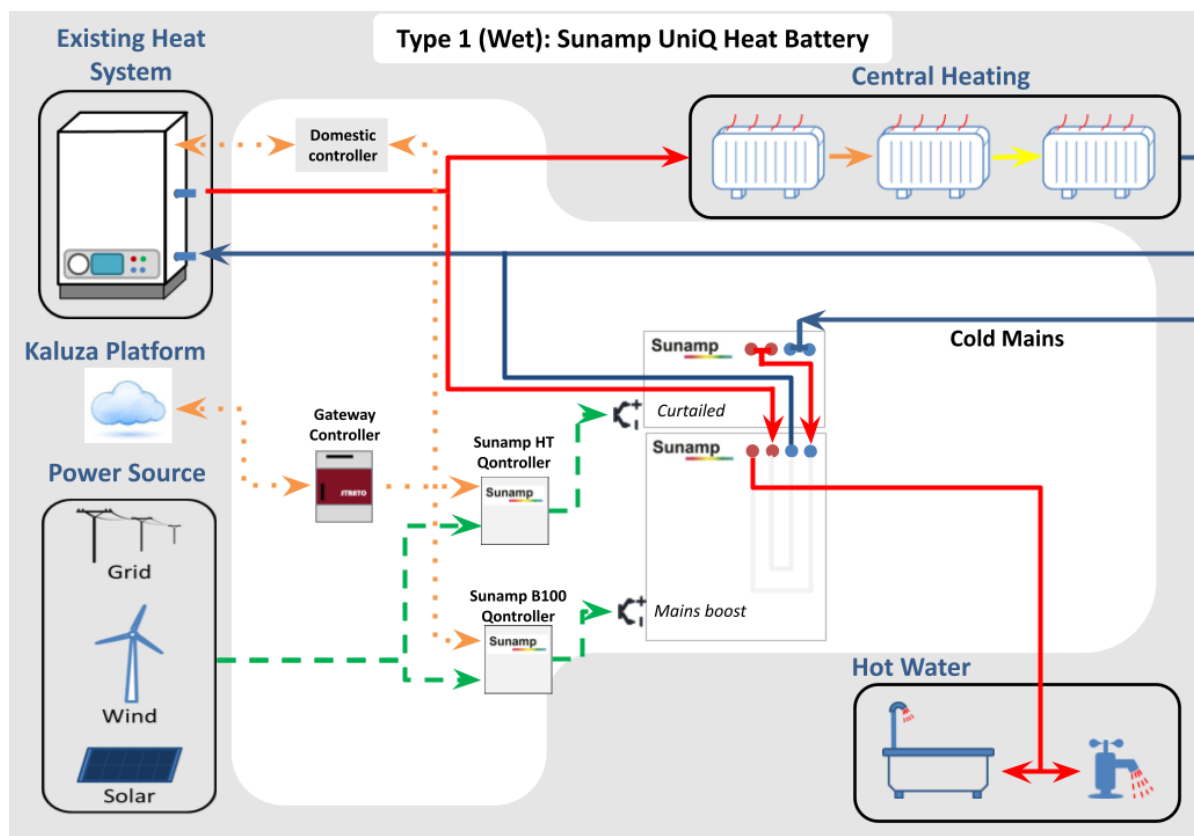 Type 1 (Wet): Sunamp UniQ Heat Battery
Existing Heat
System
Central Heating
Domestic
controller
Kaluza Platform
Gateway
Controller
STRATO
Sunamp HT
Qontroller
Sunamp
Sunamp
Curtailed
Cold Mains
Sunamp
Mains boost
Power Source
Grid
Wind
Solar
Sunamp B100
Qontroller
Sunamp
Hot Water